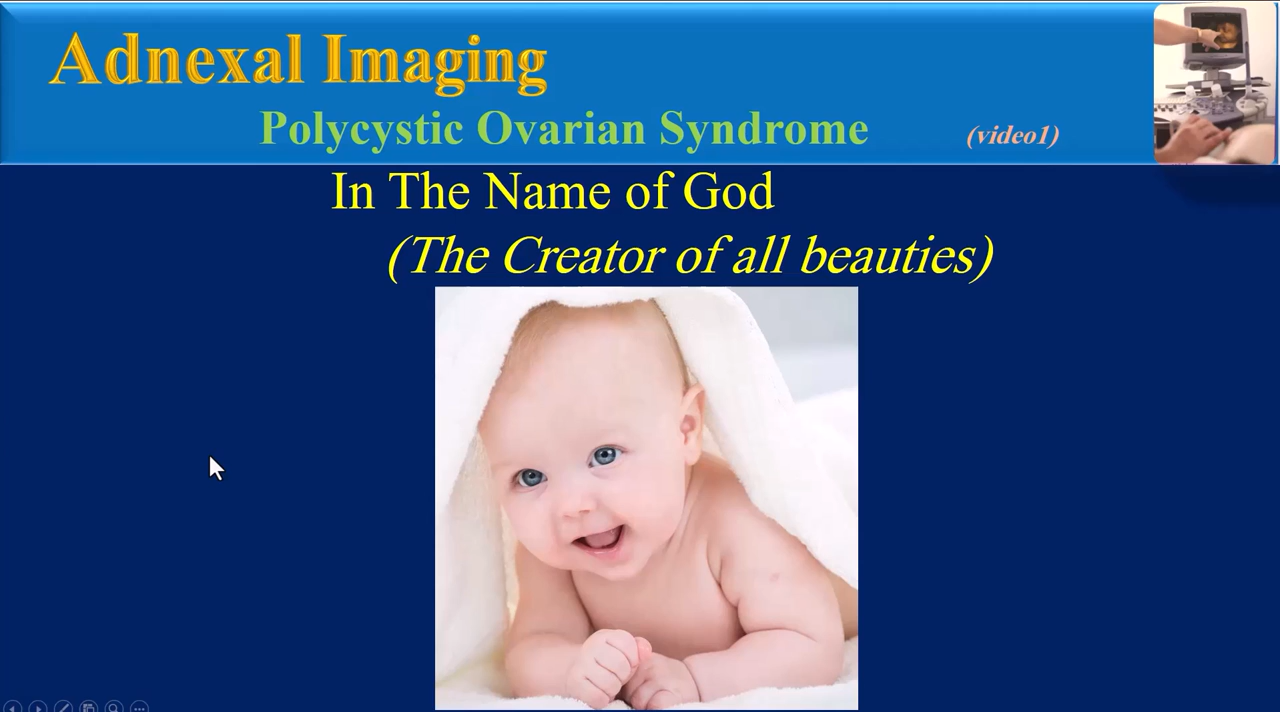 Adnexal Imaging
Polycystic Ovarian Syndrome (video1)
In The Name of God
(The Creator of all beauties)